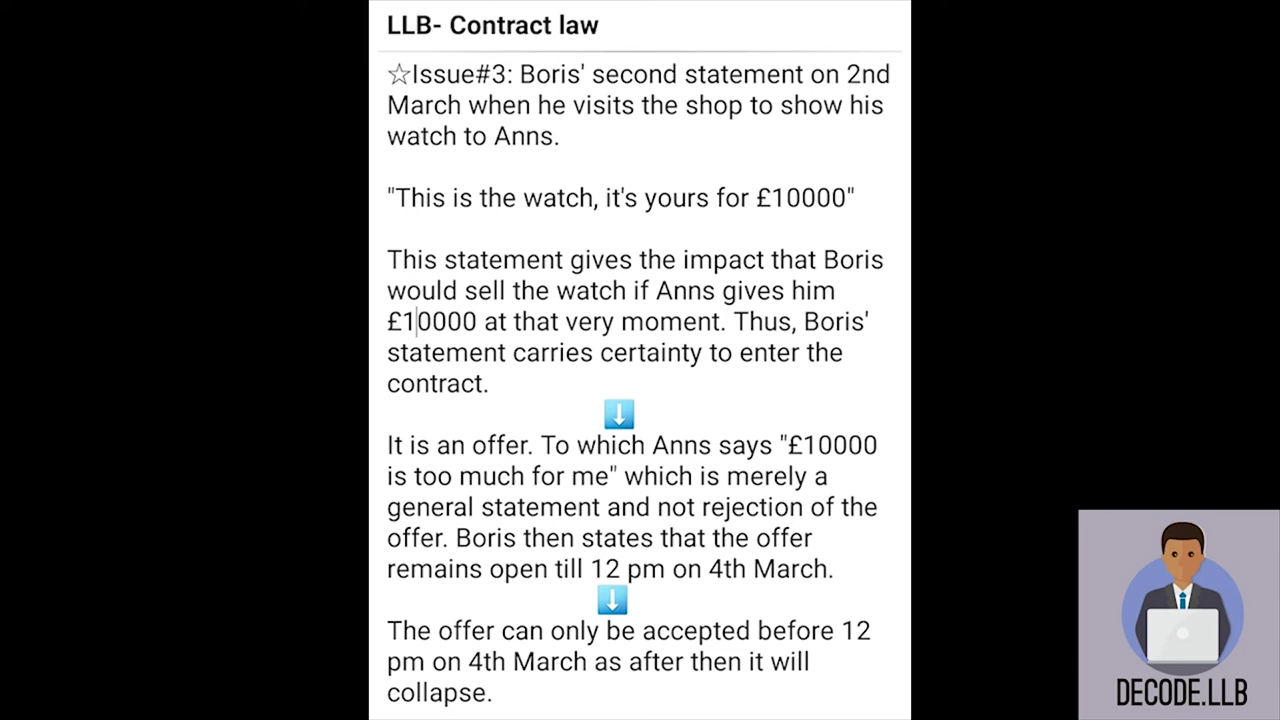 LLB- Contract law
☆Issue#3: Boris' second statement on 2nd
March when he visits the shop to show his
watch to Anns.
"This is the watch, it's yours for £10000"
This statement gives the impact that Boris
would sell the watch if Anns gives him
£10000 at that very moment. Thus, Boris'
statement carries certainty to enter the
contract.
It is an offer. To which Anns says "£10000
is too much for me" which is merely a
general statement and not rejection of the
offer. Boris then states that the offer
remains open till 12 pm on 4th March.
The offer can only be accepted before 12
pm on 4th March as after then it will
collapse.
DECODE.LLB